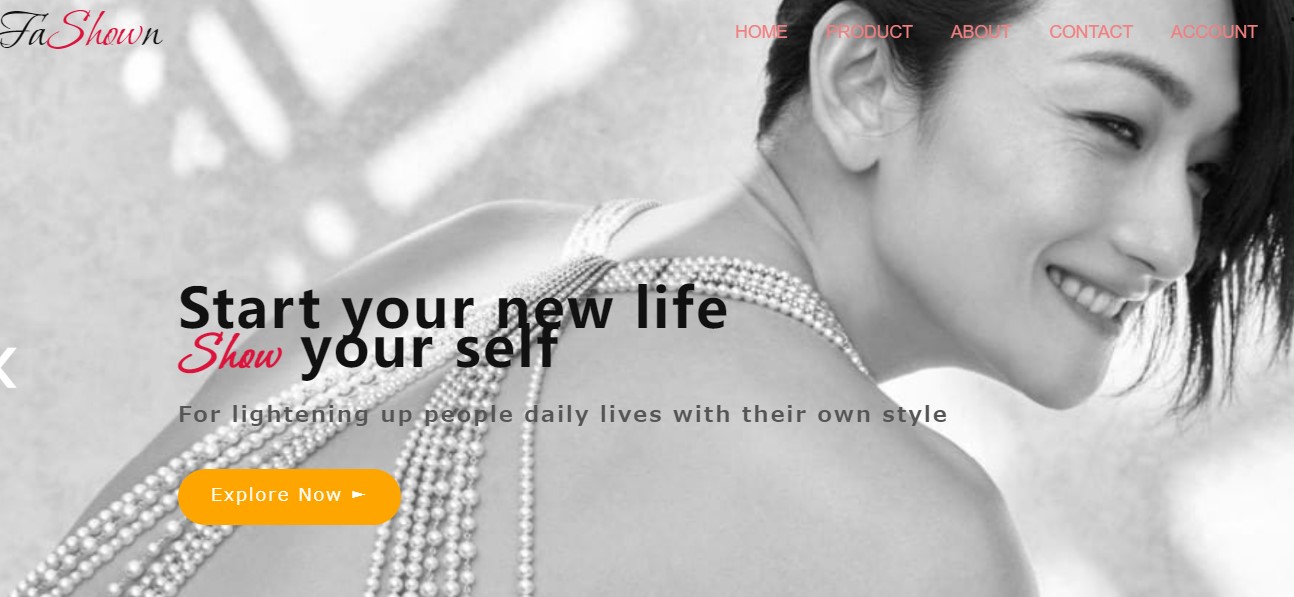 FaShown
HOME PRODUCT ABOUT CONTACT ACCOUNT
Start your new life
Show your self
For lightening up people daily lives with their own style
Explore Now ►